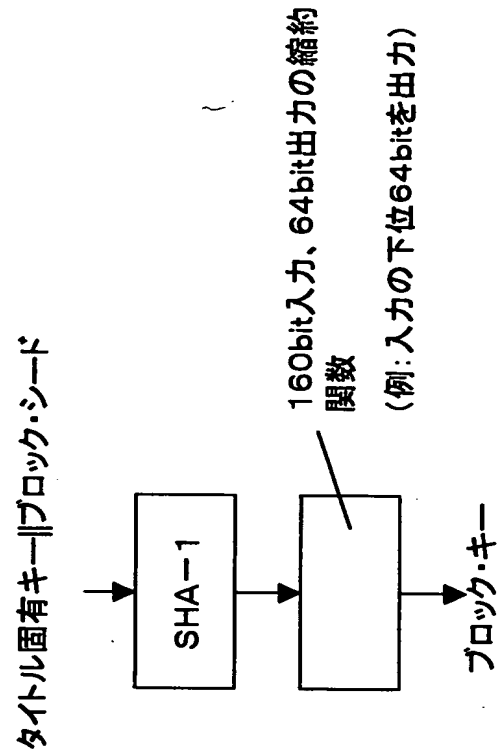 タイトル固有キー||ブロック・シード
SHA-1
160bit入力、64bit出力の縮約
関数
(例:入力の下位64bitを出力)
ブロック・キー